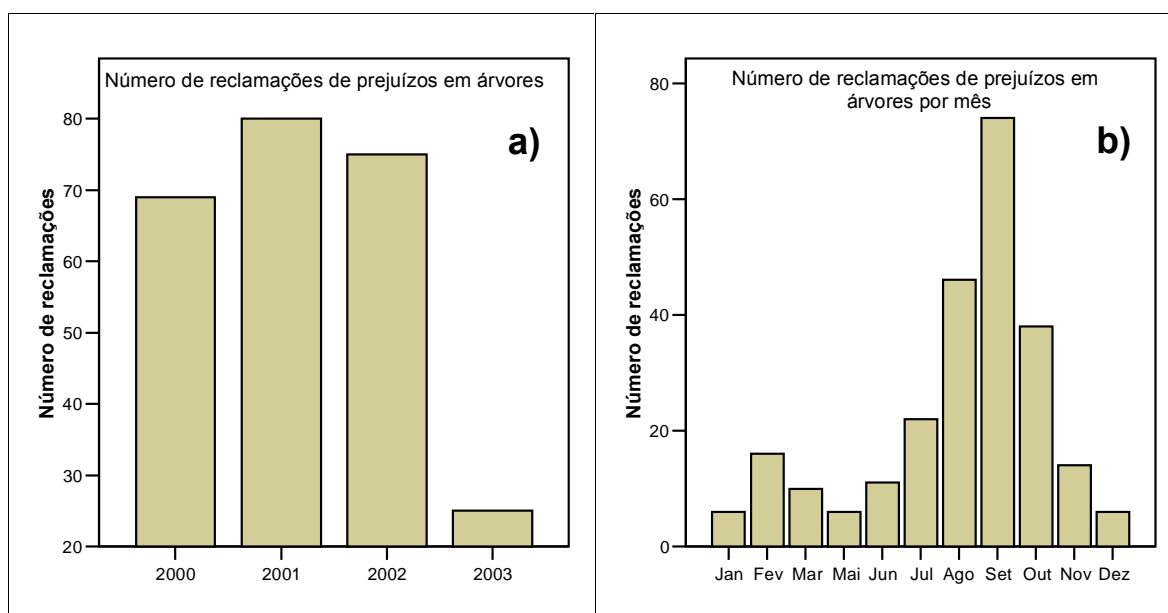 Número de reclamações de prejuízos em árvores
a)
Número de reclamações
80
70
60
50
40
30
20
2000 2001 2002 2003
Número de reclamações de prejuízos em
árvores por mês
b)
Número de reclamações
80
60
40
20
0
Jan Fev Mar Mai Jun Jul Ago Set Out Nov Dez